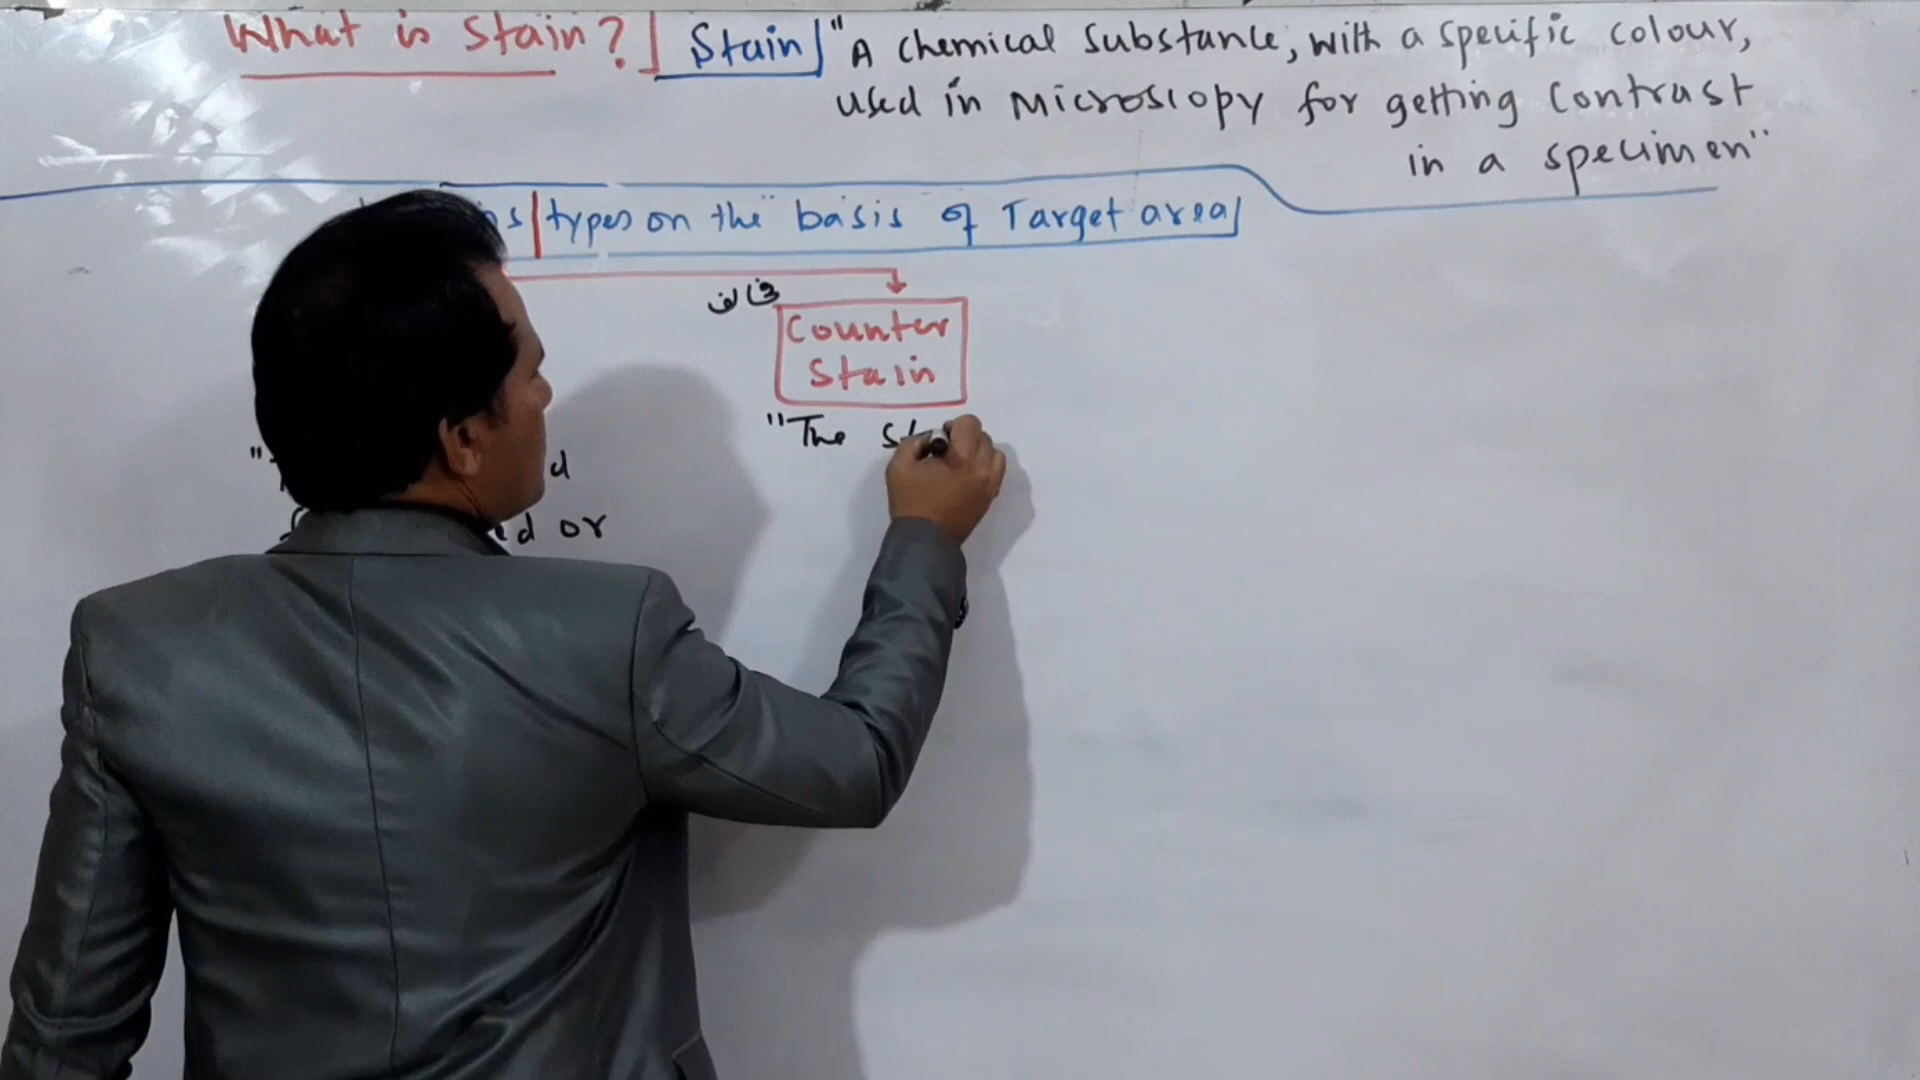 What is Stain? Stain "A chemical substance, with a specific colour,
used in Microscopy for getting Contrast
in a specimen"
types on the basis of Target area
Counter
Stain
"The
or